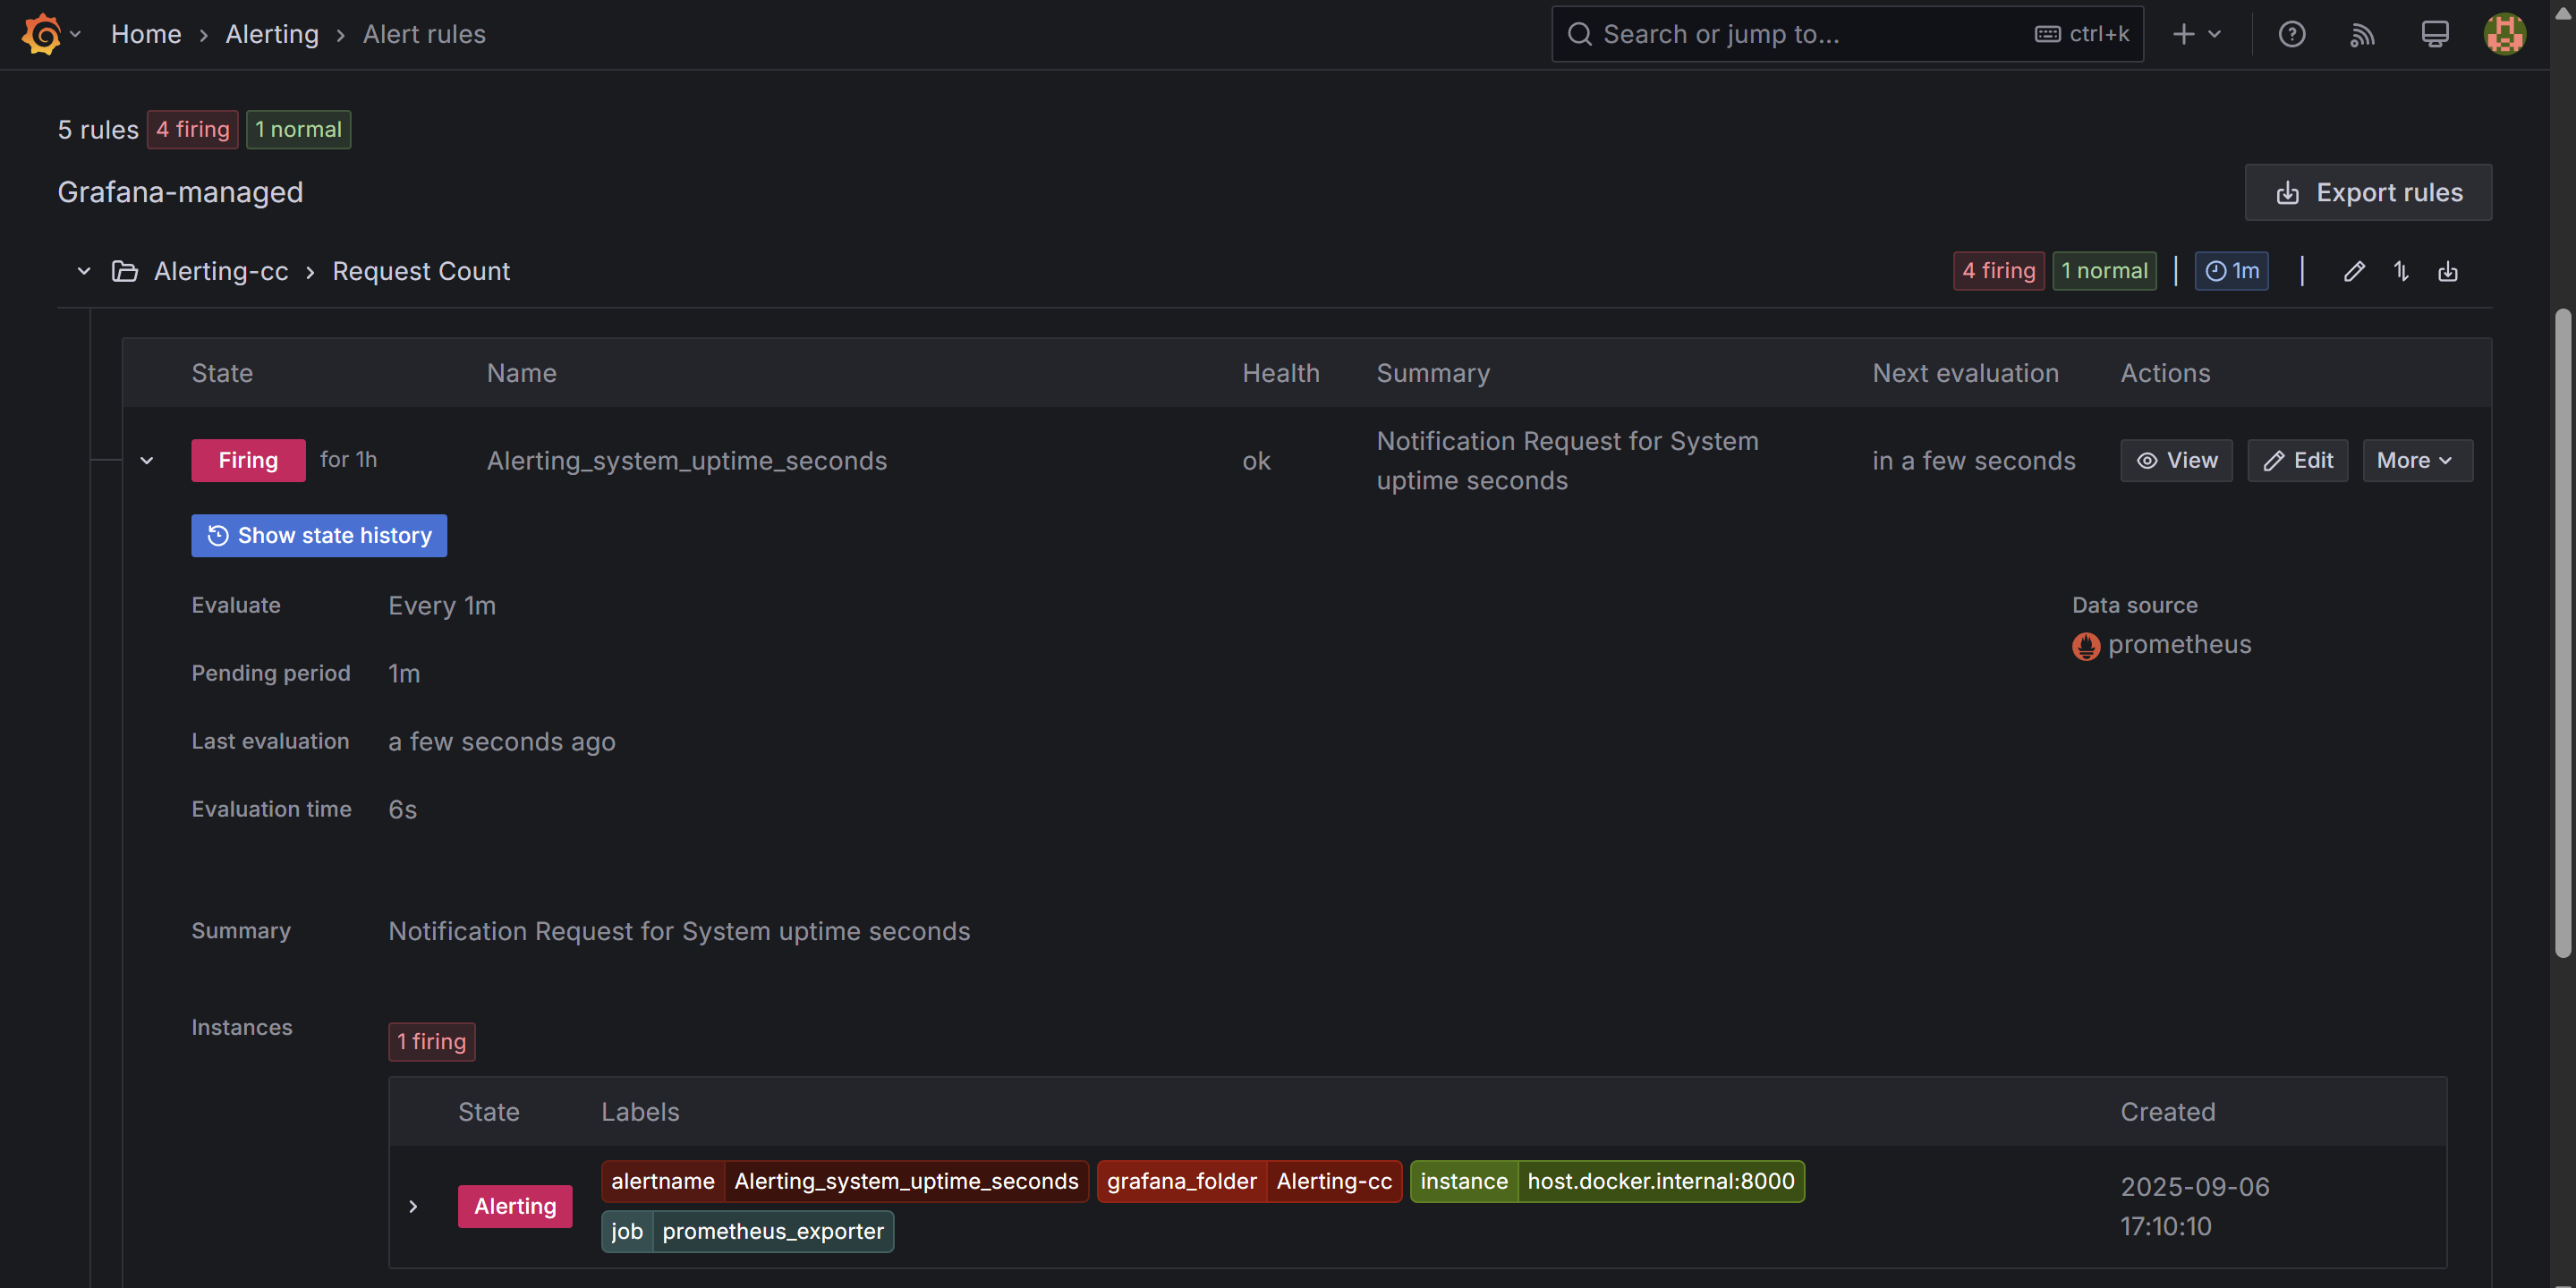 Home › Alerting › Alert rules Search or jump to... ctrl+k
5 rules 4 firing 1 normal
Grafana-managed Export rules
Alerting-cc › Request Count 4 firing 1 normal | 1m |
State Name Health Summary Next evaluation Actions
Firing for 1h Alerting_system_uptime_seconds ok Notification Request for System uptime seconds in a few seconds View Edit More
Show state history
Evaluate Every 1m
Data source
prometheus
Pending period 1m
Last evaluation a few seconds ago
Evaluation time 6s
Summary Notification Request for System uptime seconds
Instances 1 firing
State Labels Created
Alerting alertname Alerting_system_uptime_seconds grafana_folder Alerting-cc instance host.docker.internal:8000
job prometheus_exporter
2025-09-06
17:10:10